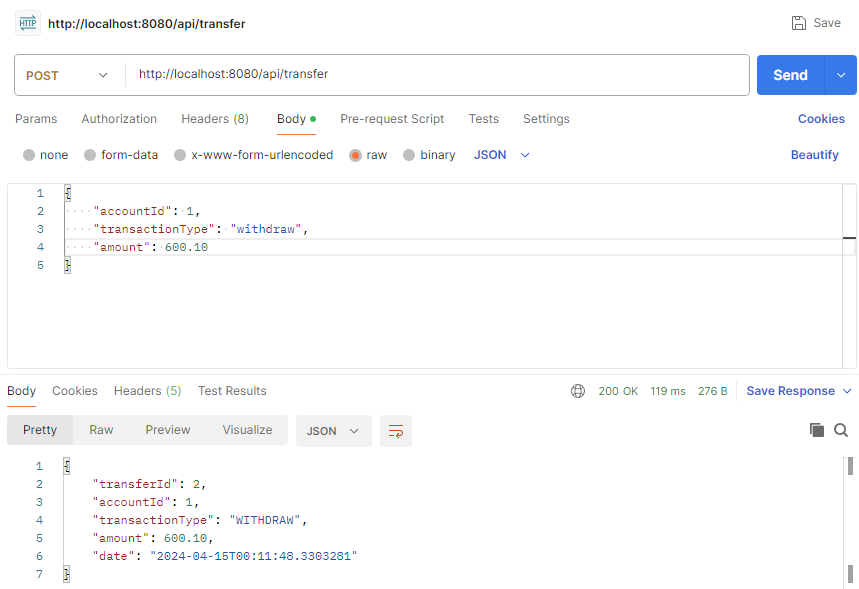 HTTP http://localhost:8080/api/transfer Save
POST http://localhost:8080/api/transfer Send
Params Authorization Headers (8) Body Pre-request Script Tests Settings Cookies
none form-data x-www-form-urlencoded raw binary JSON Beautify
1 {
2 "accountId": 1,
3 "transactionType": "withdraw",
4 "amount": 600.10
5 }
Body Cookies Headers (5) Test Results 200 OK 119 ms 276 B Save Response
Pretty Raw Preview Visualize JSON
1 {
2 "transferId": 2,
3 "accountId": 1,
4 "transactionType": "WITHDRAW",
5 "amount": 600.10,
6 "date": "2024-04-15T00:11:48.3303281"
7 }